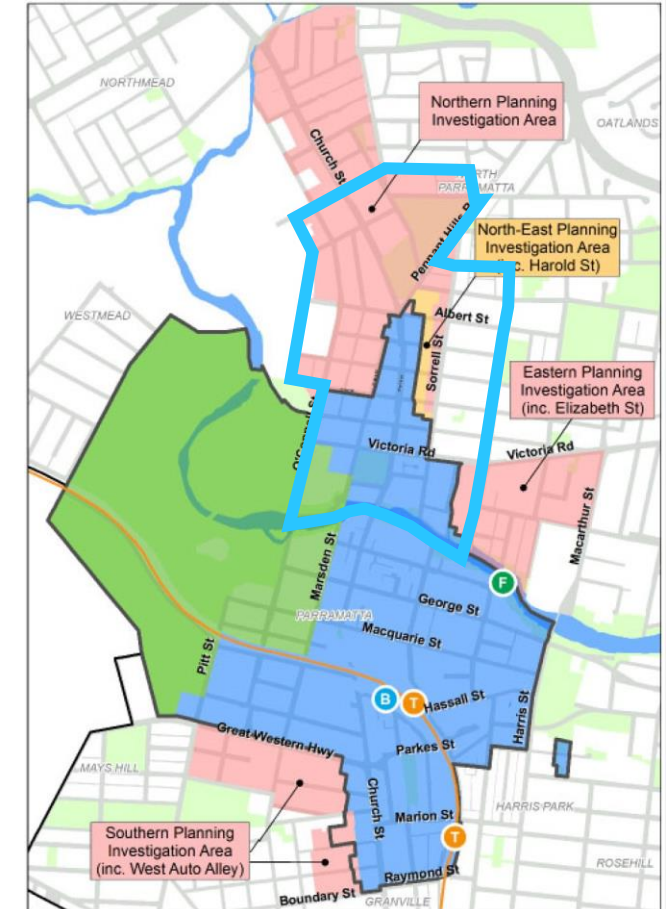 NORTHMEAD
Northern Planning
Investigation Area
OATLANDS
Church St
NORTH
PARRAMATTA
Pennant Hills R
North-East Planning
Investigation Area
(inc. Harold St)
WESTMEAD
Albert St
Sorrell St
Eastern Planning
Investigation Area
(inc. Elizabeth St)
O'Connell St
Victoria Rd
Victoria Rd
Macarthur St
Marsden St
F
George St
PARRAMATTA
Macquarie St
Pitt St
B
T
Hassall St
Harris St
Great Western Hwy
Parkes St
MAYS HILL
Church St
HARRIS PARK
Marion St
T
Southern Planning
Investigation Area
(inc. West Auto Alley)
ROSEHILL
Raymond St
Boundary St
GRANVILLE